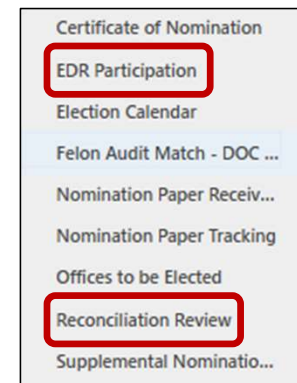 Certificate of Nomination
EDR Participation
Election Calendar
Felon Audit Match - DOC ...
Nomination Paper Receiv...
Nomination Paper Tracking
Offices to be Elected
Reconciliation Review
Supplemental Nominatio...